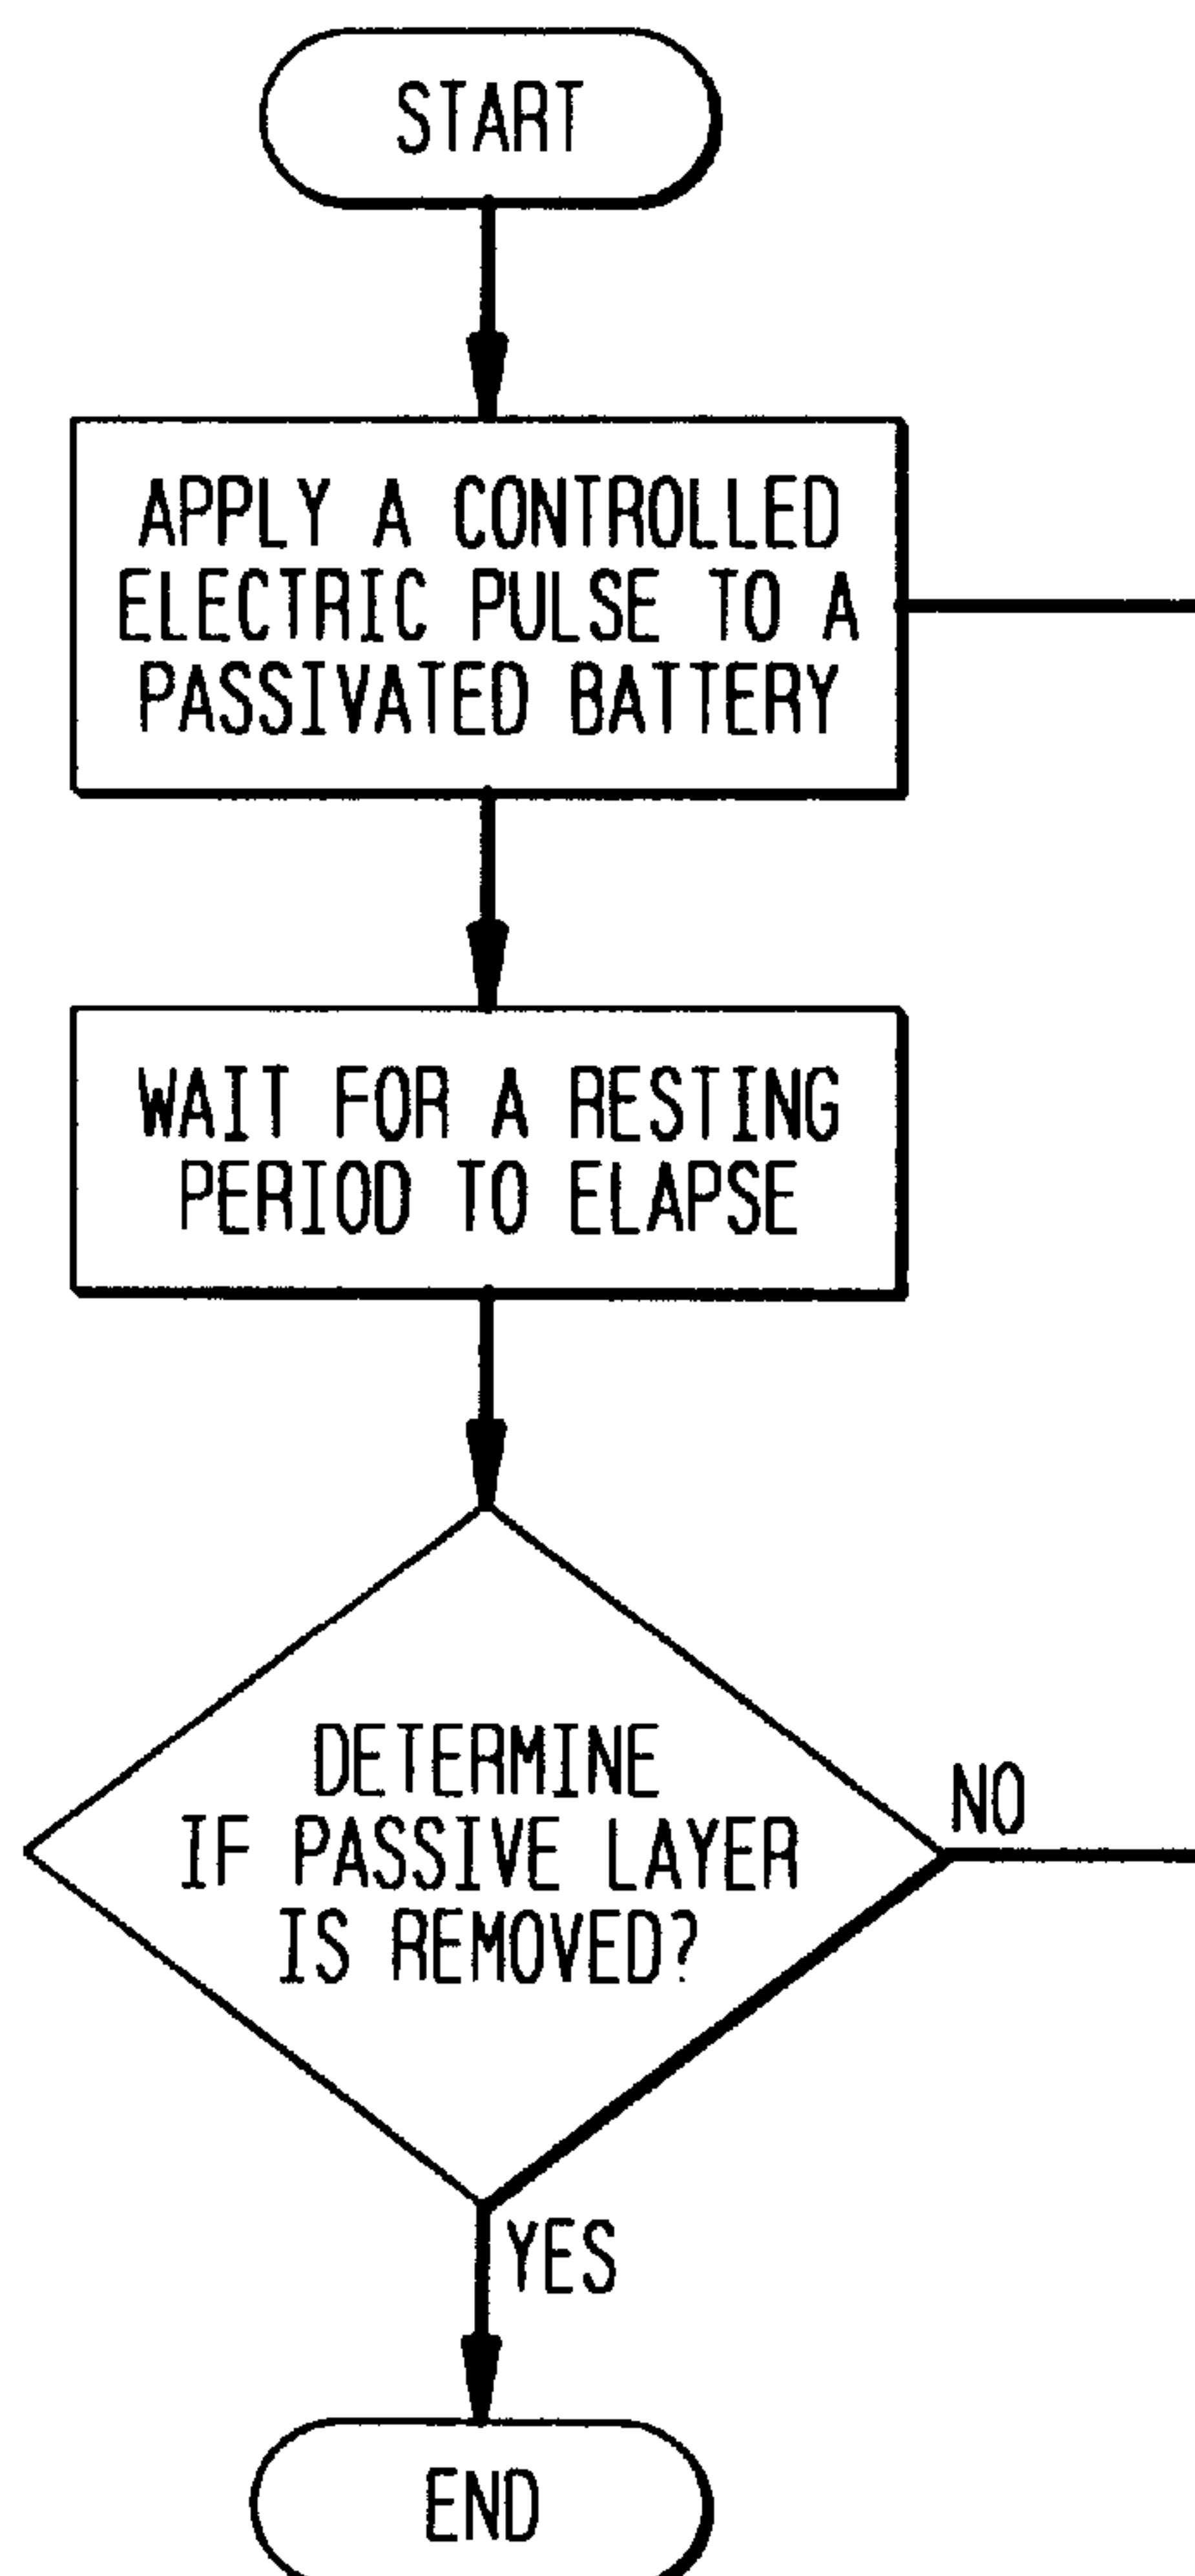 START
APPLY A CONTROLLED
ELECTRIC PULSE TO A
PASSIVATED BATTERY
WAIT FOR A RESTING
PERIOD TO ELAPSE
DETERMINE
IF PASSIVE LAYER
IS REMOVED?
NO
YES
END